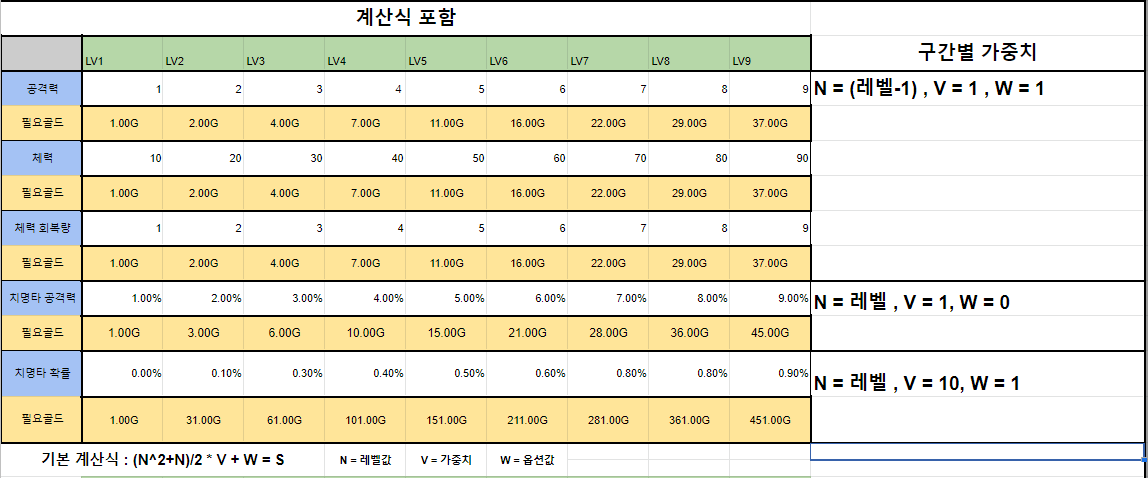 계산식 포함
LV1 LV2 LV3 LV4 LV5 LV6 LV7 LV8 LV9 구간별 가중치
공격력 1 2 3 4 5 6 7 8 9 N = (레벨-1) , V = 1 , W = 1
필요골드 1.00G 2.00G 4.00G 7.00G 11.00G 16.00G 22.00G 29.00G 37.00G
체력 10 20 30 40 50 60 70 80 90
필요골드 1.00G 2.00G 4.00G 7.00G 11.00G 16.00G 22.00G 29.00G 37.00G
체력 회복량 1 2 3 4 5 6 7 8 9
필요골드 1.00G 2.00G 4.00G 7.00G 11.00G 16.00G 22.00G 29.00G 37.00G
치명타 공격력 1.00% 2.00% 3.00% 4.00% 5.00% 6.00% 7.00% 8.00% 9.00% N = 레벨 , V = 1, W = 0
필요골드 1.00G 3.00G 6.00G 10.00G 15.00G 21.00G 28.00G 36.00G 45.00G
치명타 확률 0.00% 0.10% 0.30% 0.40% 0.50% 0.60% 0.80% 0.80% 0.90% N = 레벨 , V = 10, W = 1
필요골드 1.00G 31.00G 61.00G 101.00G 151.00G 211.00G 281.00G 361.00G 451.00G
기본 계산식 : (N^2+N)/2 * V + W = S N = 레벨값 V = 가중치 W = 옵션값